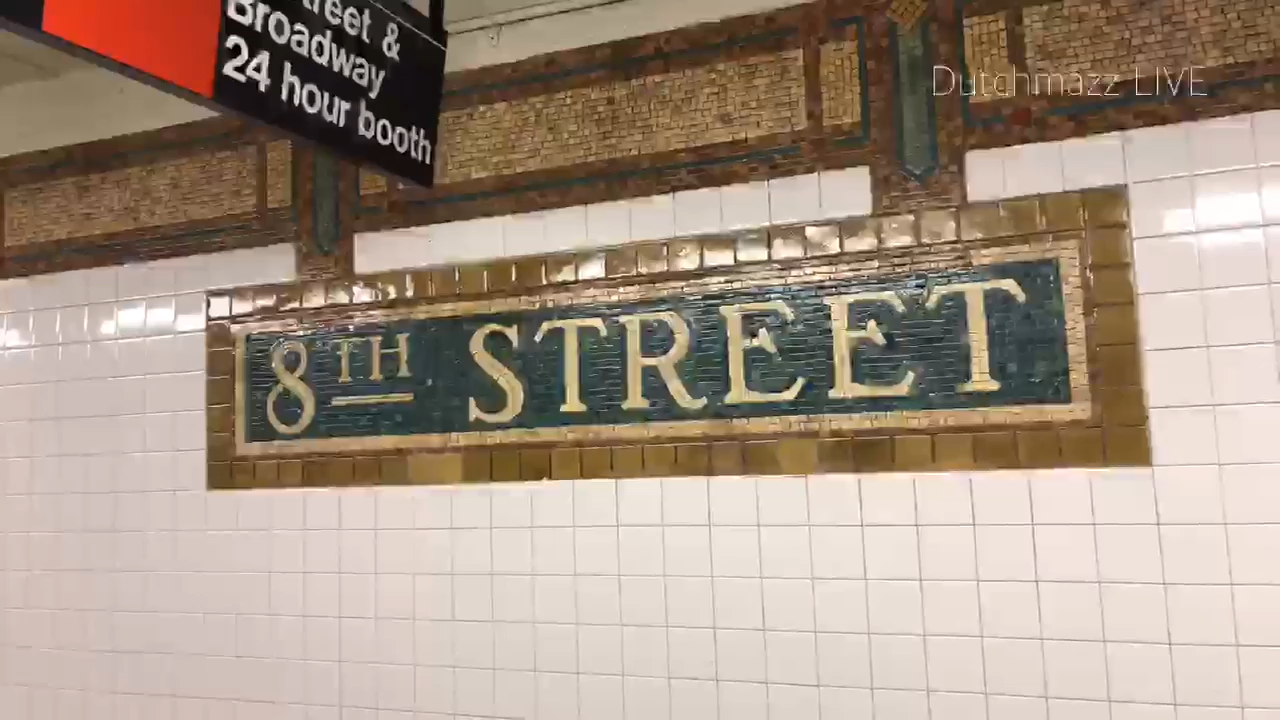 &
Broadway
24 hour booth
Dutchmazz LIVE
8TH STREET